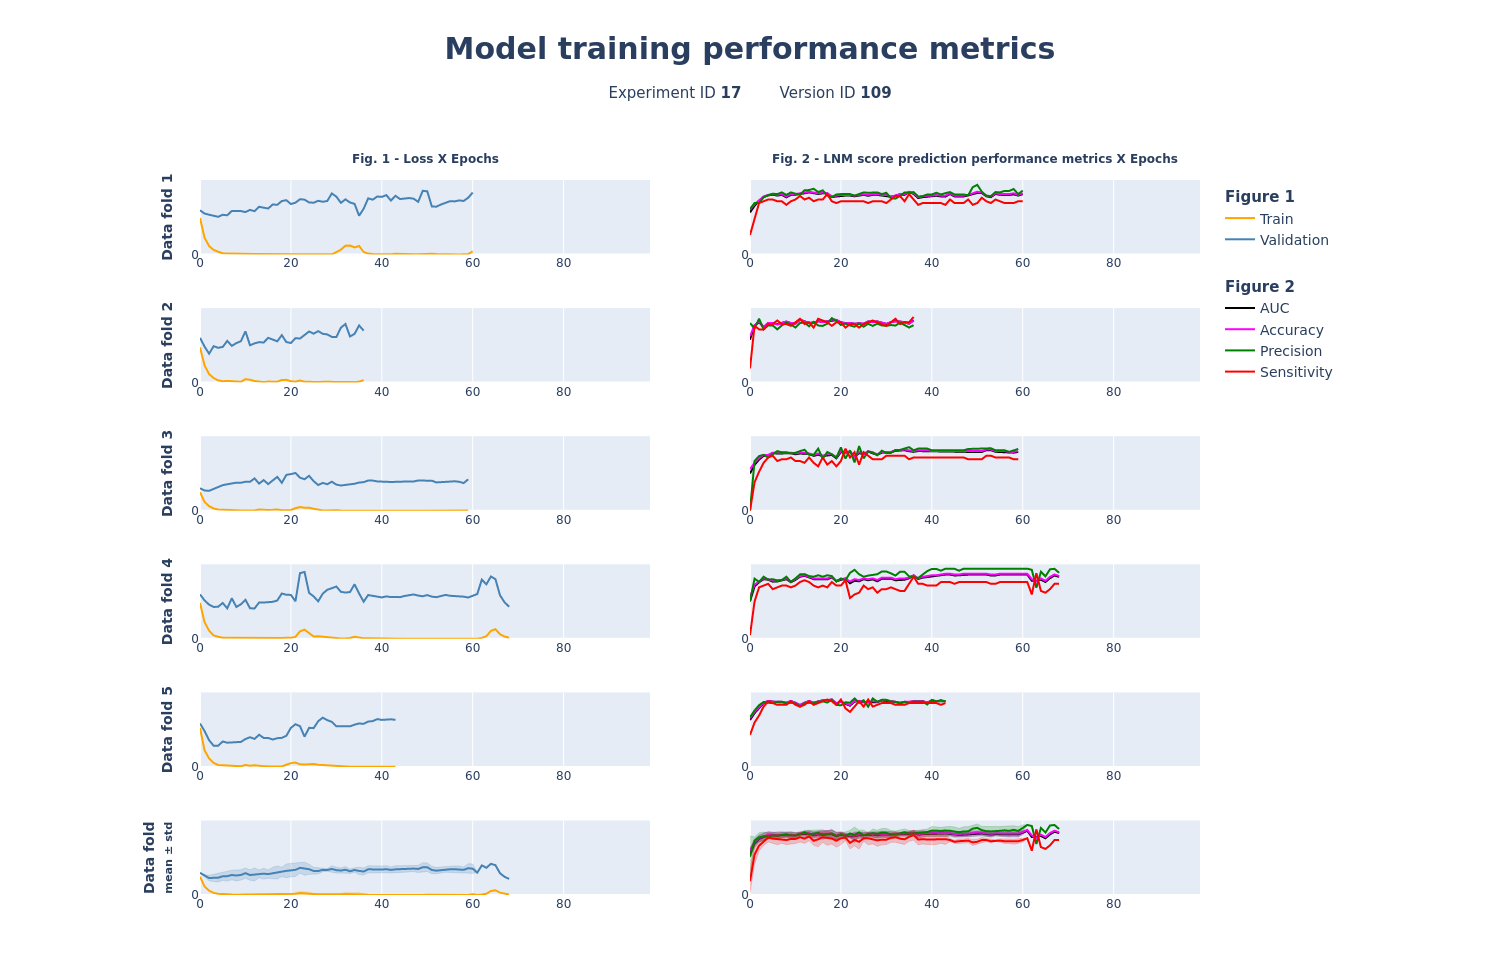 Model training performance metrics
Experiment ID 17 Version ID 109
Fig. 1 - Loss X Epochs
Fig. 2 - LNM score prediction performance metrics X Epochs
Data fold 1
0
0 20 40 60 80
0
0 20 40 60 80
Figure 1
Train
Validation
Figure 2
AUC
Accuracy
Precision
Sensitivity
Data fold 2
0
0 20 40 60 80
0
0 20 40 60 80
Data fold 3
0
0 20 40 60 80
0
0 20 40 60 80
Data fold 4
0
0 20 40 60 80
0
0 20 40 60 80
Data fold 5
0
0 20 40 60 80
0
0 20 40 60 80
Data fold
mean ± std
0
0 20 40 60 80
0
0 20 40 60 80